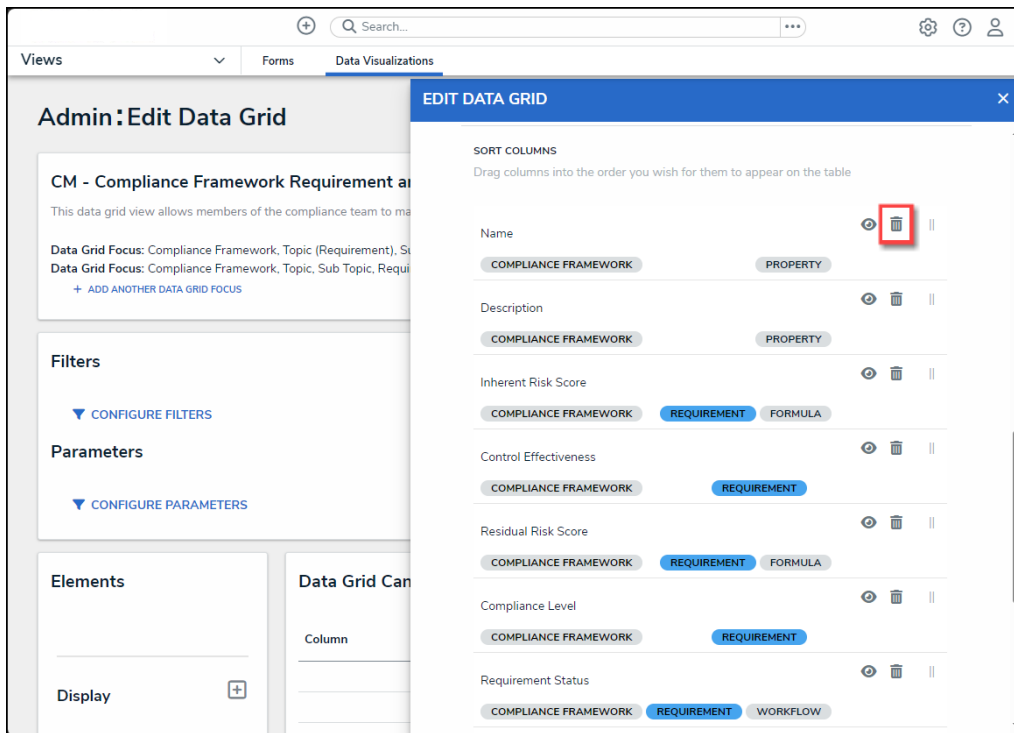 Search...
Views
Forms
Data Visualizations
Admin:Edit Data Grid
CM - Compliance Framework Requirement
This data grid view allows members of the compliance team to
Data Grid Focus: Compliance Framework, Topic (Requirement),
Data Grid Focus: Compliance Framework, Topic, Sub Topic,
+ ADD ANOTHER DATA GRID FOCUS
Filters
CONFIGURE FILTERS
Parameters
CONFIGURE PARAMETERS
Elements
Display
Data Grid
Column
EDIT DATA GRID
SORT COLUMNS
Drag columns into the order you wish for them to appear on the table
Name
COMPLIANCE FRAMEWORK PROPERTY
Description
COMPLIANCE FRAMEWORK PROPERTY
Inherent Risk Score
COMPLIANCE FRAMEWORK REQUIREMENT FORMULA
Control Effectiveness
COMPLIANCE FRAMEWORK REQUIREMENT
Residual Risk Score
COMPLIANCE FRAMEWORK REQUIREMENT FORMULA
Compliance Level
COMPLIANCE FRAMEWORK REQUIREMENT
Requirement Status
COMPLIANCE FRAMEWORK REQUIREMENT WORKFLOW